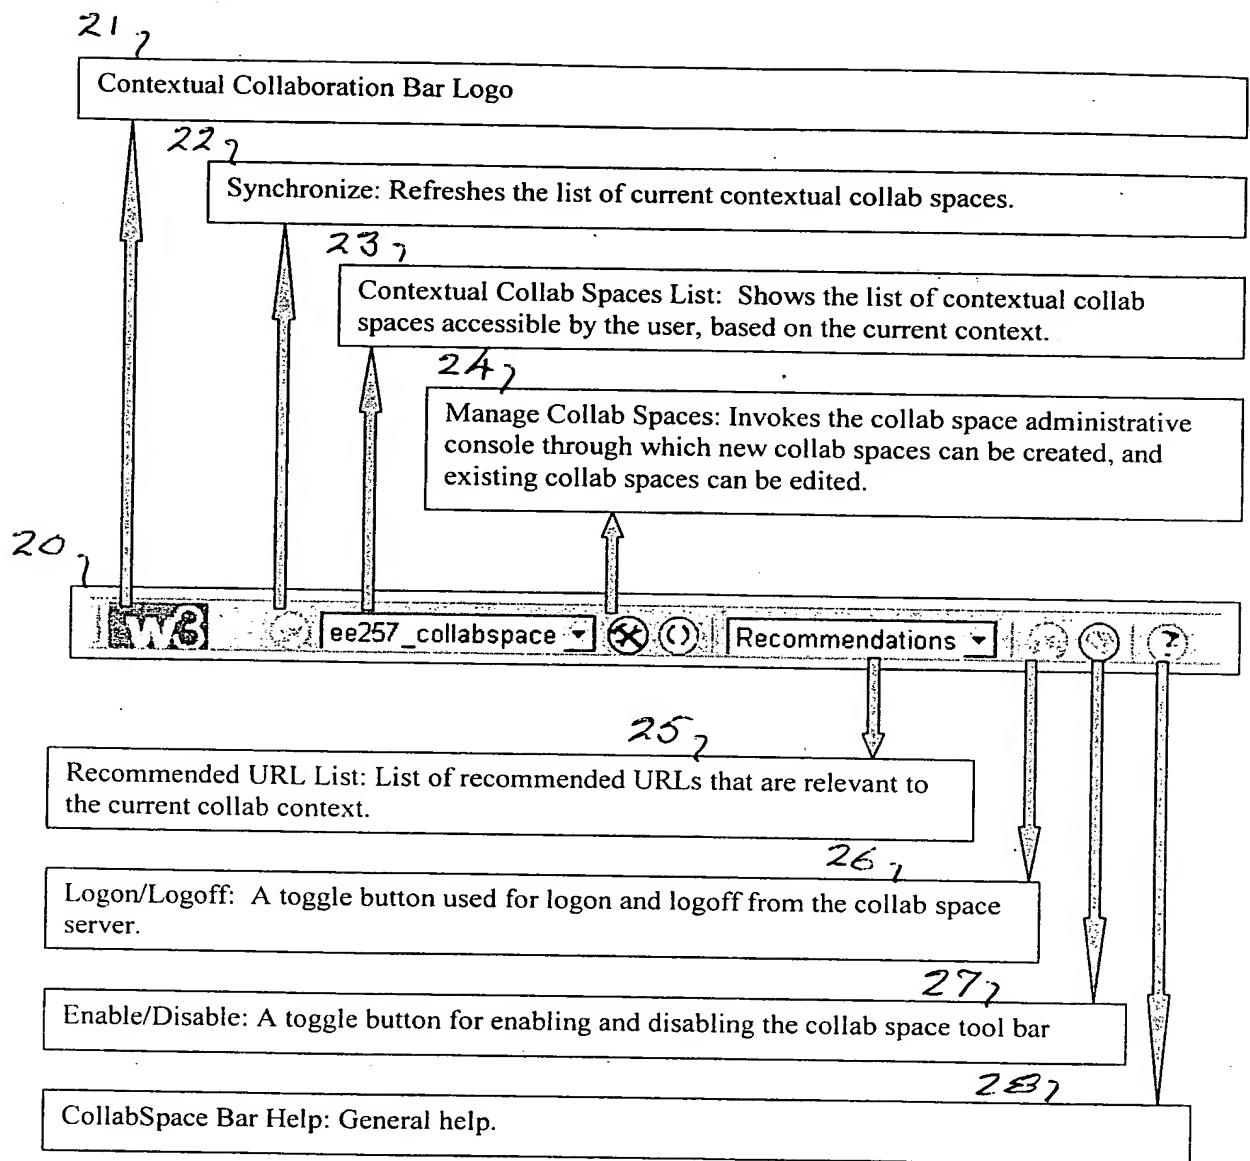 21
Contextual Collaboration Bar Logo
22
Synchronize: Refreshes the list of current contextual collab spaces.
23
Contextual Collab Spaces List: Shows the list of contextual collab
spaces accessible by the user, based on the current context.
24
Manage Collab Spaces: Invokes the collab space administrative
console through which new collab spaces can be created, and
existing collab spaces can be edited.
20
W3 ee257_collabspace Recommendations ?
25
Recommended URL List: List of recommended URLs that are relevant to
the current collab context.
26
Logon/Logoff: A toggle button used for logon and logoff from the collab space
server.
27
Enable/Disable: A toggle button for enabling and disabling the collab space tool bar
28
CollabSpace Bar Help: General help.